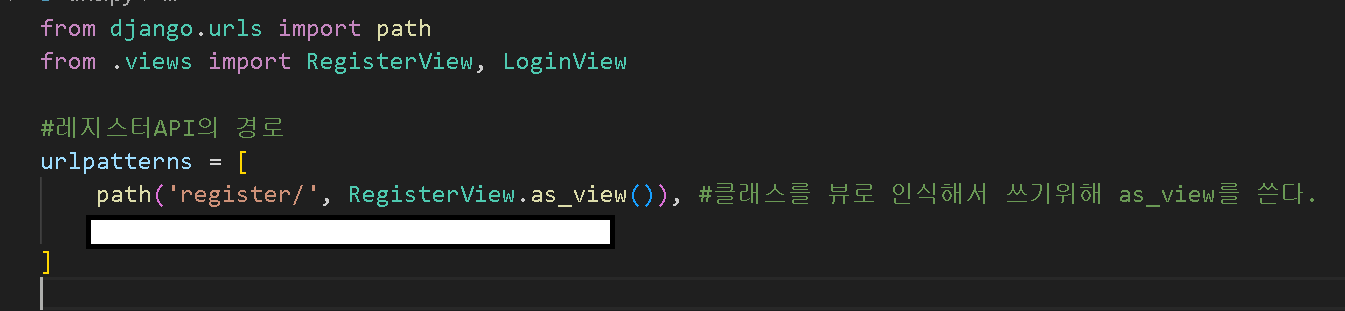 from django.urls import path
from .views import RegisterView, LoginView
#레지스터API의 경로
urlpatterns = [
path('register/', RegisterView.as_view()), #클래스를 뷰로 인식해서 쓰기위해 as_view를 쓴다.
]